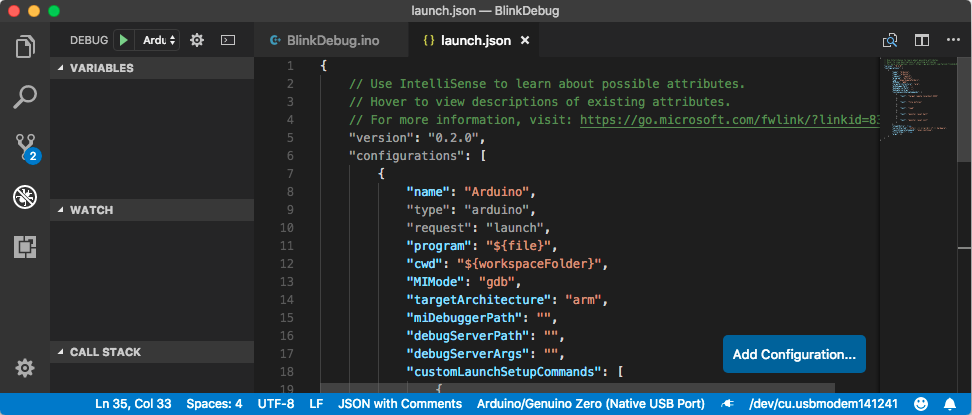 launch.json — BlinkDebug
DEBUG
Ardu
BlinkDebug.ino
{} launch.json ×
VARIABLES
WATCH
CALL STACK
2
1 {
2 // Use IntelliSense to learn about possible attributes.
3 // Hover to view descriptions of existing attributes.
4 // For more information, visit: https://go.microsoft.com/fwlink/?linkid=83
5 "version": "0.2.0",
6 "configurations": [
7 {
8 "name": "Arduino",
9 "type": "arduino",
10 "request": "launch",
11 "program": "${file}",
12 "cwd": "${workspaceFolder}",
13 "MIMode": "gdb",
14 "targetArchitecture": "arm",
15 "miDebuggerPath": "",
16 "debugServerPath": "",
17 "debugServerArgs": "",
18 "customLaunchSetupCommands": [
19 {
Add Configuration...
Ln 35, Col 33 Spaces: 4 UTF-8 LF JSON with Comments Arduino/Genuino Zero (Native USB Port) /dev/cu.usbmodem141241